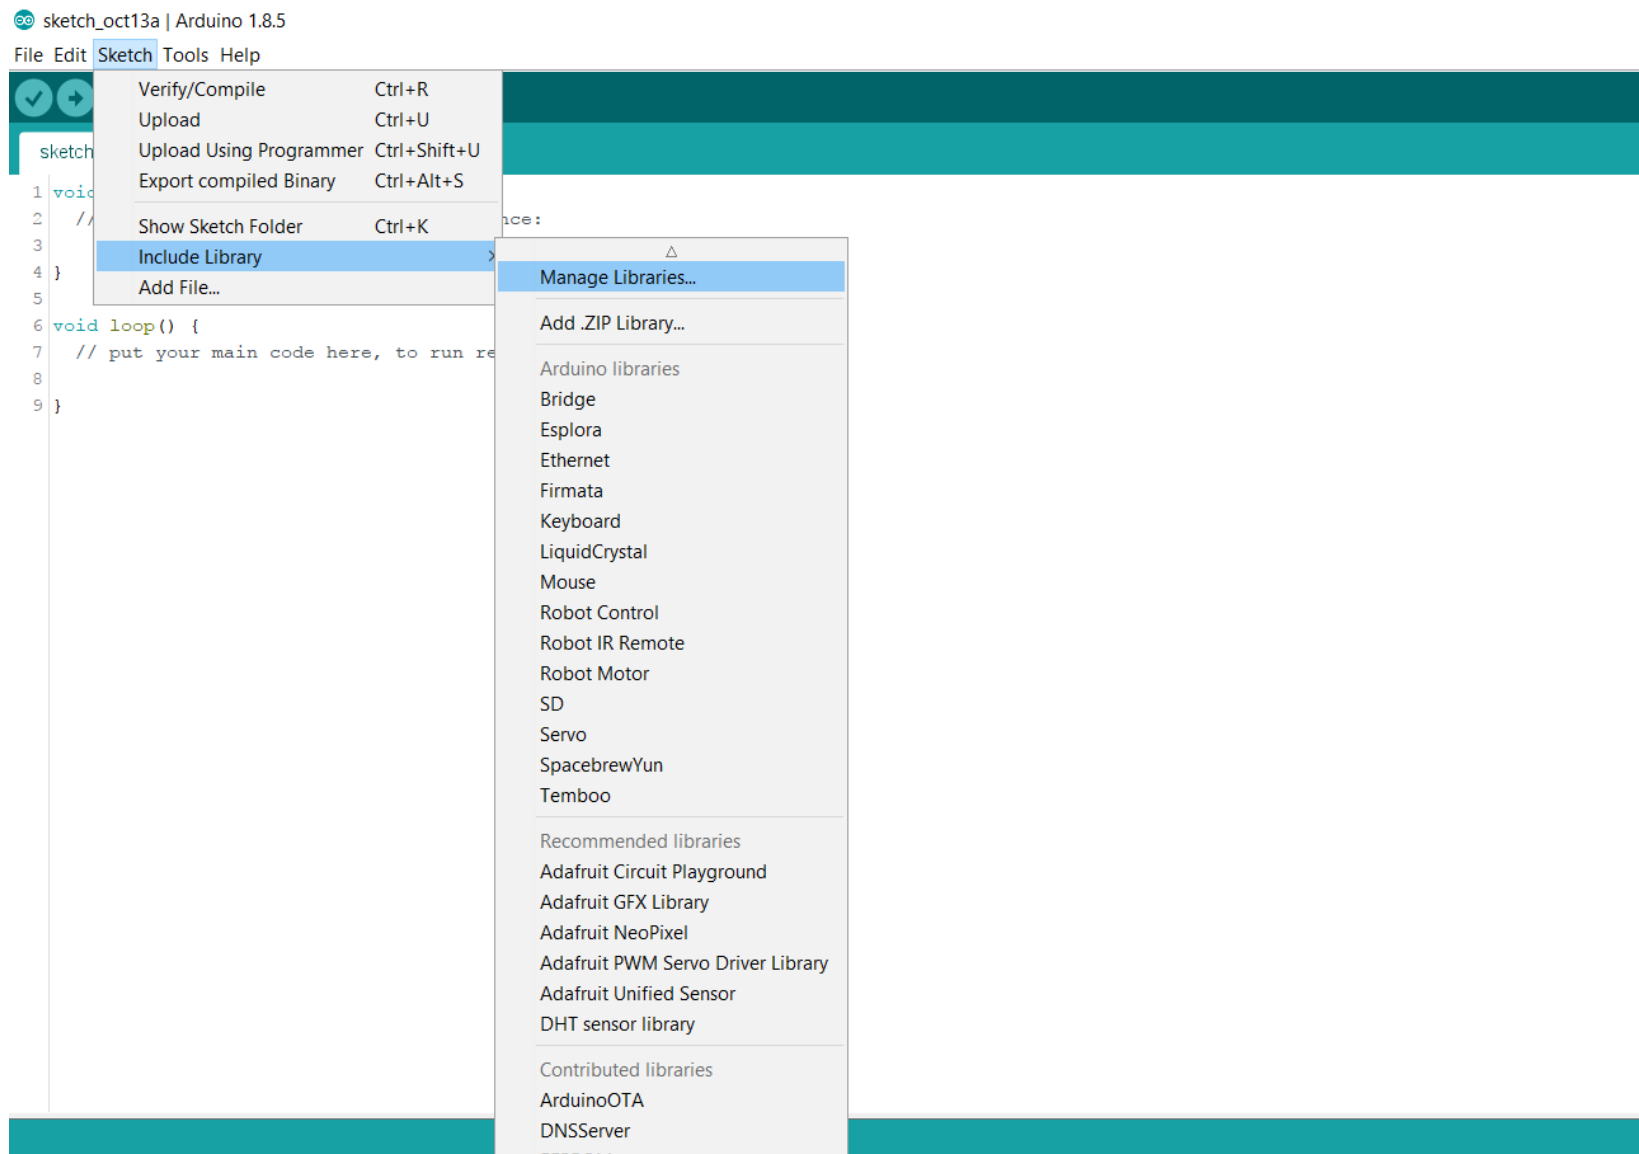 sketch_oct13a | Arduino 1.8.5
File Edit Sketch Tools Help
Verify/Compile Ctrl+R
Upload Ctrl+U
Upload Using Programmer Ctrl+Shift+U
Export compiled Binary Ctrl+Alt+S
Show Sketch Folder Ctrl+K
Include Library
Add File...
sketch
1 void
2 // nce:
3
4 }
5
6 void loop() {
7 // put your main code here, to run re
8
9 }
Manage Libraries...
Add .ZIP Library...
Arduino libraries
Bridge
Esplora
Ethernet
Firmata
Keyboard
LiquidCrystal
Mouse
Robot Control
Robot IR Remote
Robot Motor
SD
Servo
SpacebrewYun
Temboo
Recommended libraries
Adafruit Circuit Playground
Adafruit GFX Library
Adafruit NeoPixel
Adafruit PWM Servo Driver Library
Adafruit Unified Sensor
DHT sensor library
Contributed libraries
ArduinoOTA
DNSServer